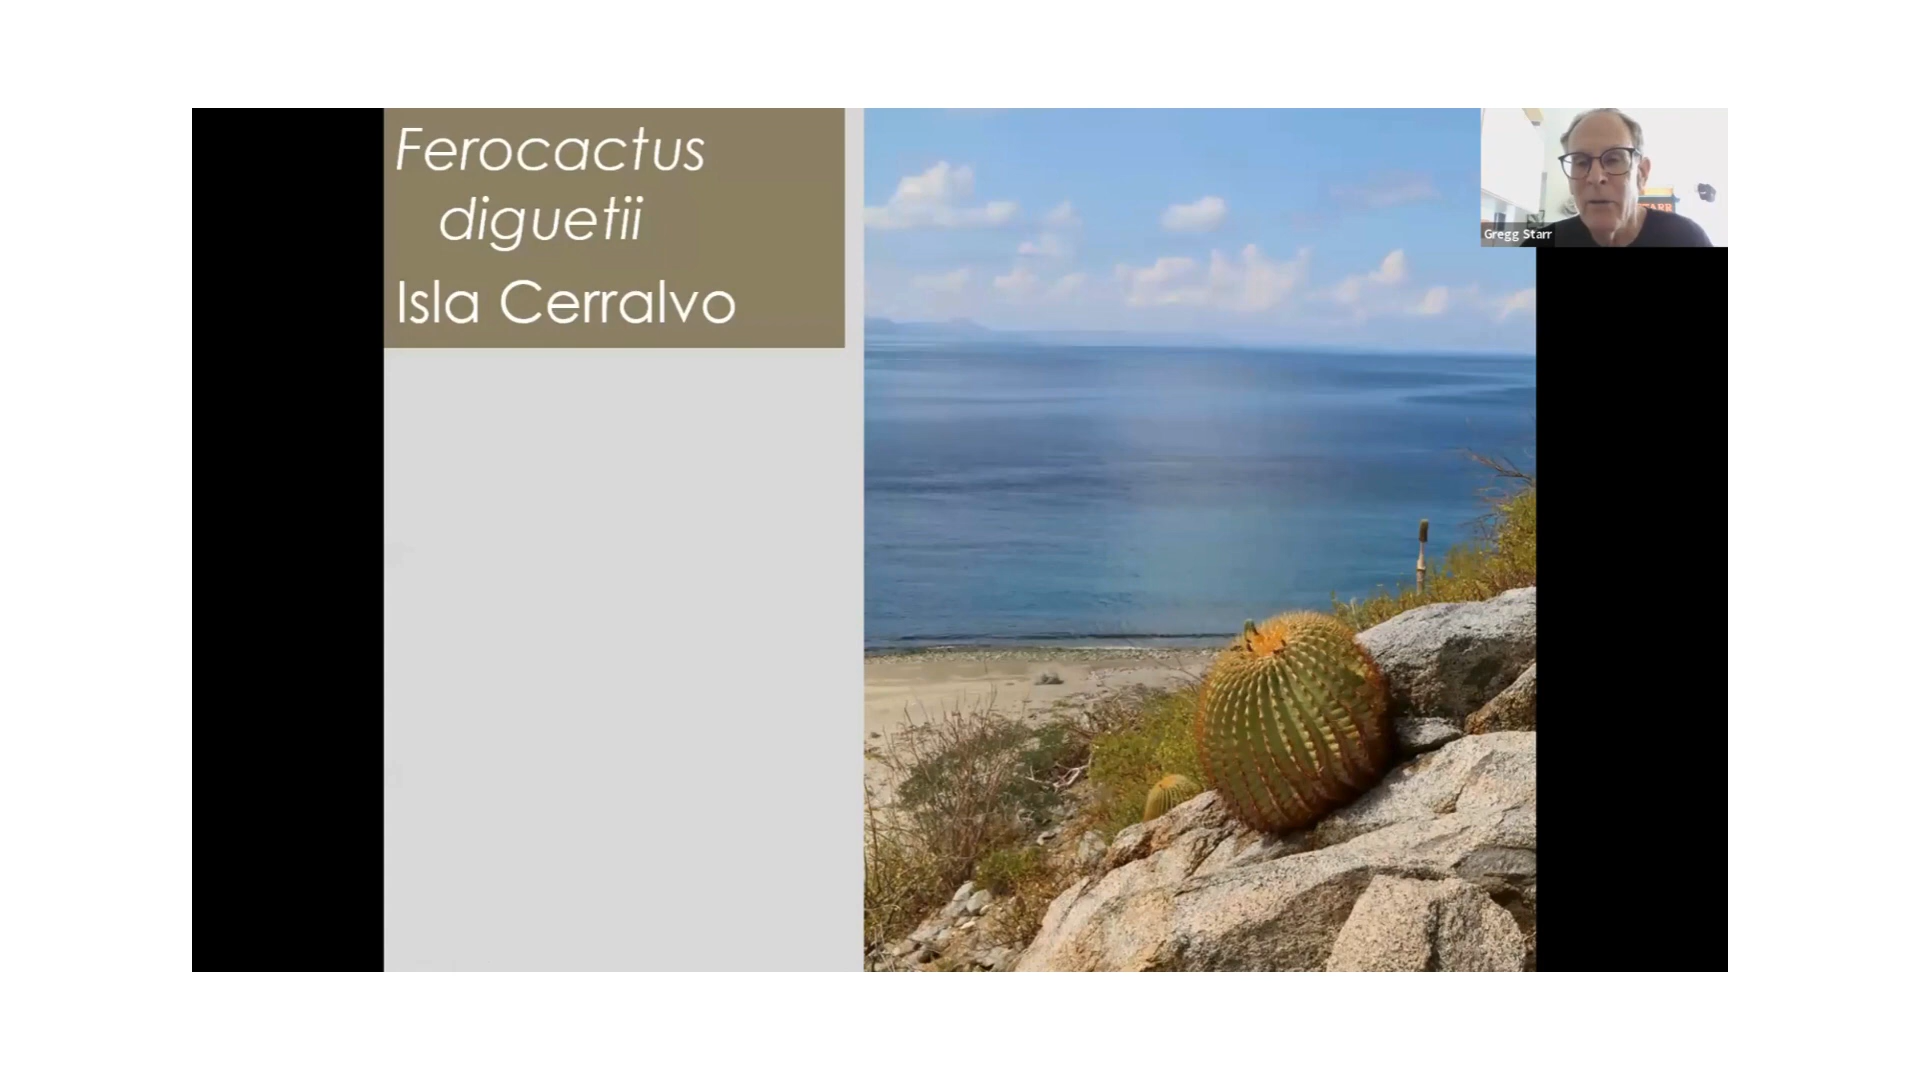 Ferocactus
diguetii
Isla Cerralvo
Gregg Starr